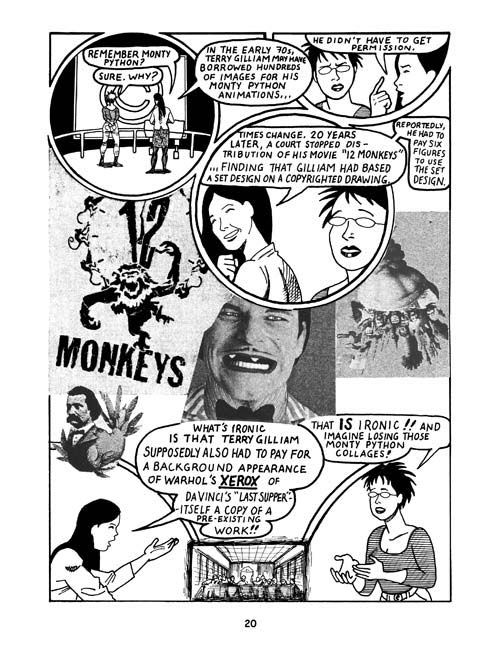 REMEMBER MONTY
PYTHON?
SURE. WHY?
IN THE EARLY 70s,
TERRY GILLIAM MAY HAVE
BORROWED HUNDREDS
OF IMAGES FOR HIS
MONTY PYTHON
ANIMATIONS...
HE DIDN'T HAVE TO GET
PERMISSION.
TIMES CHANGE. 20 YEARS
LATER, A COURT STOPPED DIS-
TRIBUTION OF HIS MOVIE "12 MONKEYS"
... FINDING THAT GILLIAM HAD BASED
A SET DESIGN ON A COPYRIGHTED DRAWING.
REPORTEDLY,
HE HAD TO
PAY SIX
FIGURES
TO USE
THE SET
DESIGN.
12
MONKEYS
WHAT'S IRONIC
IS THAT TERRY GILLIAM
SUPPOSEDLY ALSO HAD TO PAY FOR
A BACKGROUND APPEARANCE
OF WARHOL'S XEROX OF
DAVINCI'S "LAST SUPPER"-
ITSELF A COPY OF A
PRE-EXISTING
WORK!!
THAT IS IRONIC!! AND
IMAGINE LOSING THOSE
MONTY PYTHON
COLLAGES!
20